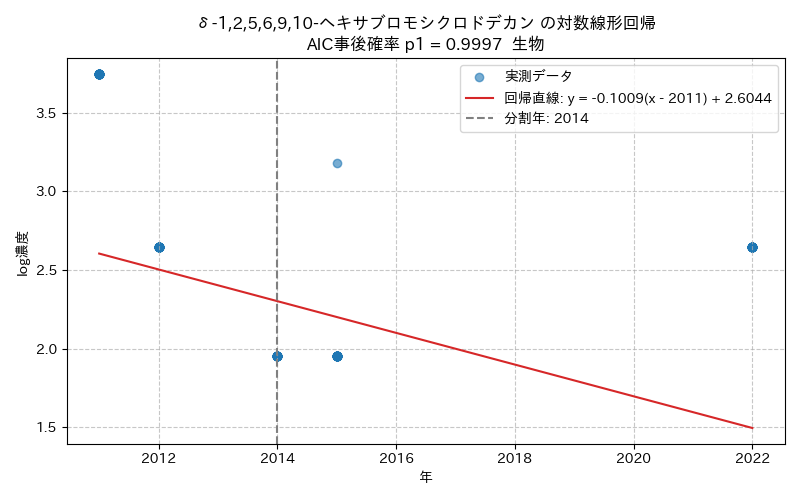 δ-1,2,5,6,9,10-ヘキサブロモシクロドデカン の対数線形回帰
AIC事後確率 p1 = 0.9997  生物
実測データ
回帰直線: y = -0.1009(x - 2011) + 2.6044
分割年: 2014
log濃度
3.5
3.0
2.5
2.0
1.5
2012
2014
2016
2018
2020
2022
年